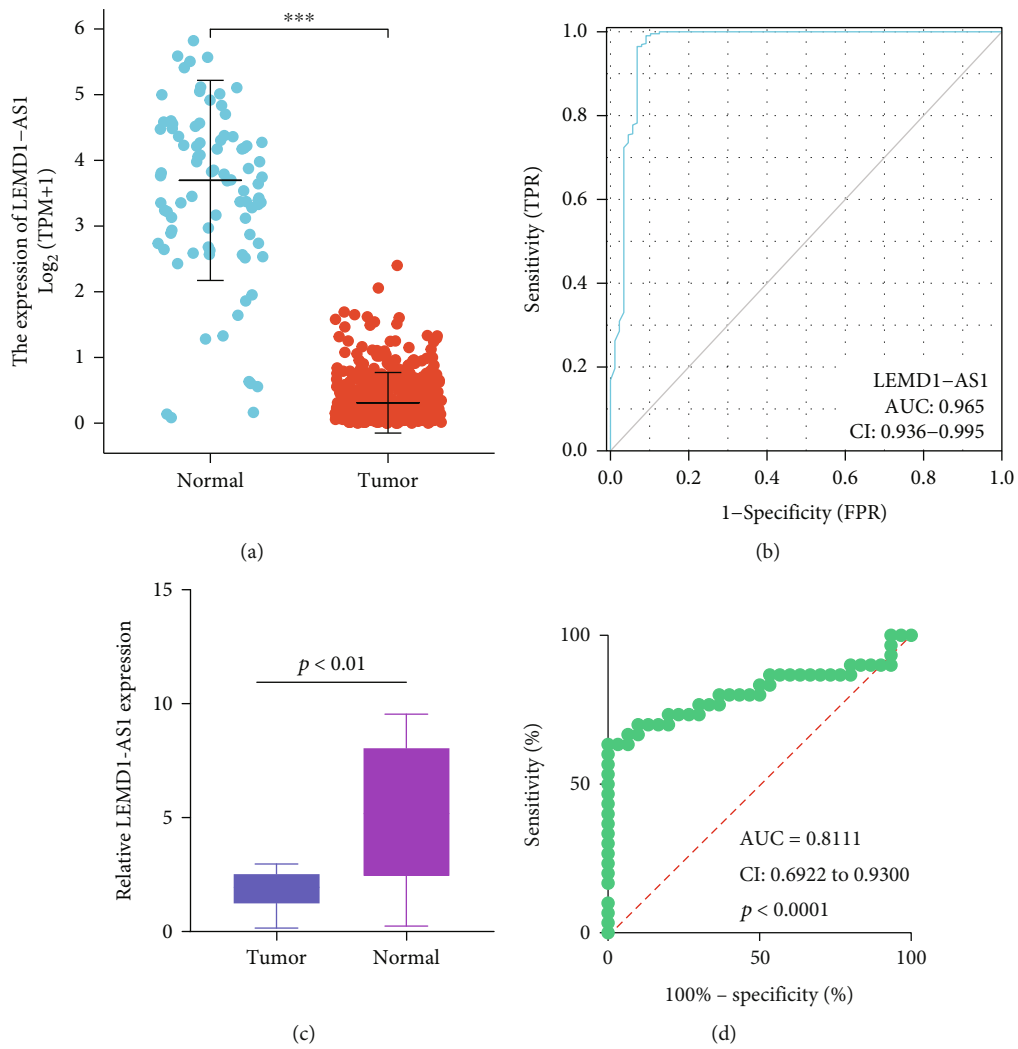 The expression of LEMD1−AS1
Log₂ (TPM+1)
6
5
4
3
2
1
0
***
Normal
Tumor
(a)
Sensitivity (TPR)
1.0
0.8
0.6
0.4
0.2
0.0
LEMD1−AS1
AUC: 0.965
CI: 0.936−0.995
0.0
0.2
0.4
0.6
0.8
1.0
1−Specificity (FPR)
(b)
Relative LEMD1-AS1 expression
15
10
5
0
p < 0.01
Tumor
Normal
(c)
Sensitivity (%)
100
50
0
AUC = 0.8111
CI: 0.6922 to 0.9300
p < 0.0001
0
50
100
100% – specificity (%)
(d)